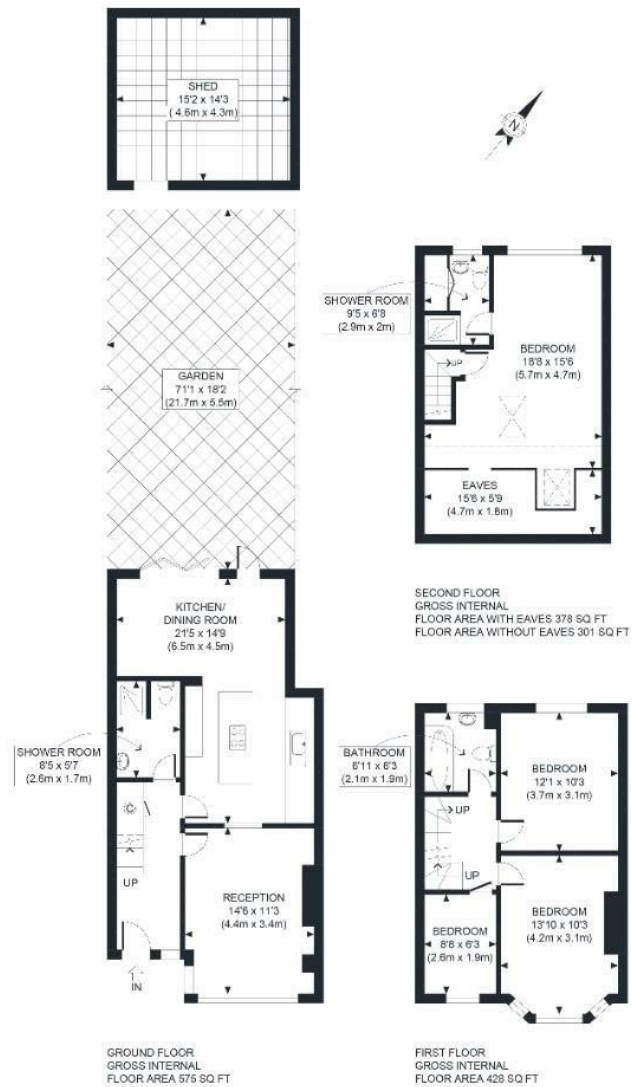 SHED
15'2 x 14'3
( 4.6m x 4.3m)
N
GARDEN
71'1 x 18'2
(21.7m x 5.5m)
SHOWER ROOM
9'5 x 6'8
(2.9m x 2m)
UP
BEDROOM
18'8 x 15'6
(5.7m x 4.7m)
EAVES
15'6 x 5'9
(4.7m x 1.8m)
SECOND FLOOR
GROSS INTERNAL
FLOOR AREA WITH EAVES 378 SQ FT
FLOOR AREA WITHOUT EAVES 301 SQ FT
KITCHEN/
DINING ROOM
21'5 x 14'9
(6.5m x 4.5m)
SHOWER ROOM
8'5 x 5'7
(2.6m x 1.7m)
UP
RECEPTION
14'6 x 11'3
(4.4m x 3.4m)
IN
GROUND FLOOR
GROSS INTERNAL
FLOOR AREA 575 SQ FT
BATHROOM
6'11 x 6'3
(2.1m x 1.9m)
BEDROOM
12'1 x 10'3
(3.7m x 3.1m)
UP
UP
BEDROOM
8'8 x 6'3
(2.6m x 1.9m)
BEDROOM
13'10 x 10'3
(4.2m x 3.1m)
FIRST FLOOR
GROSS INTERNAL
FLOOR AREA 428 SQ FT